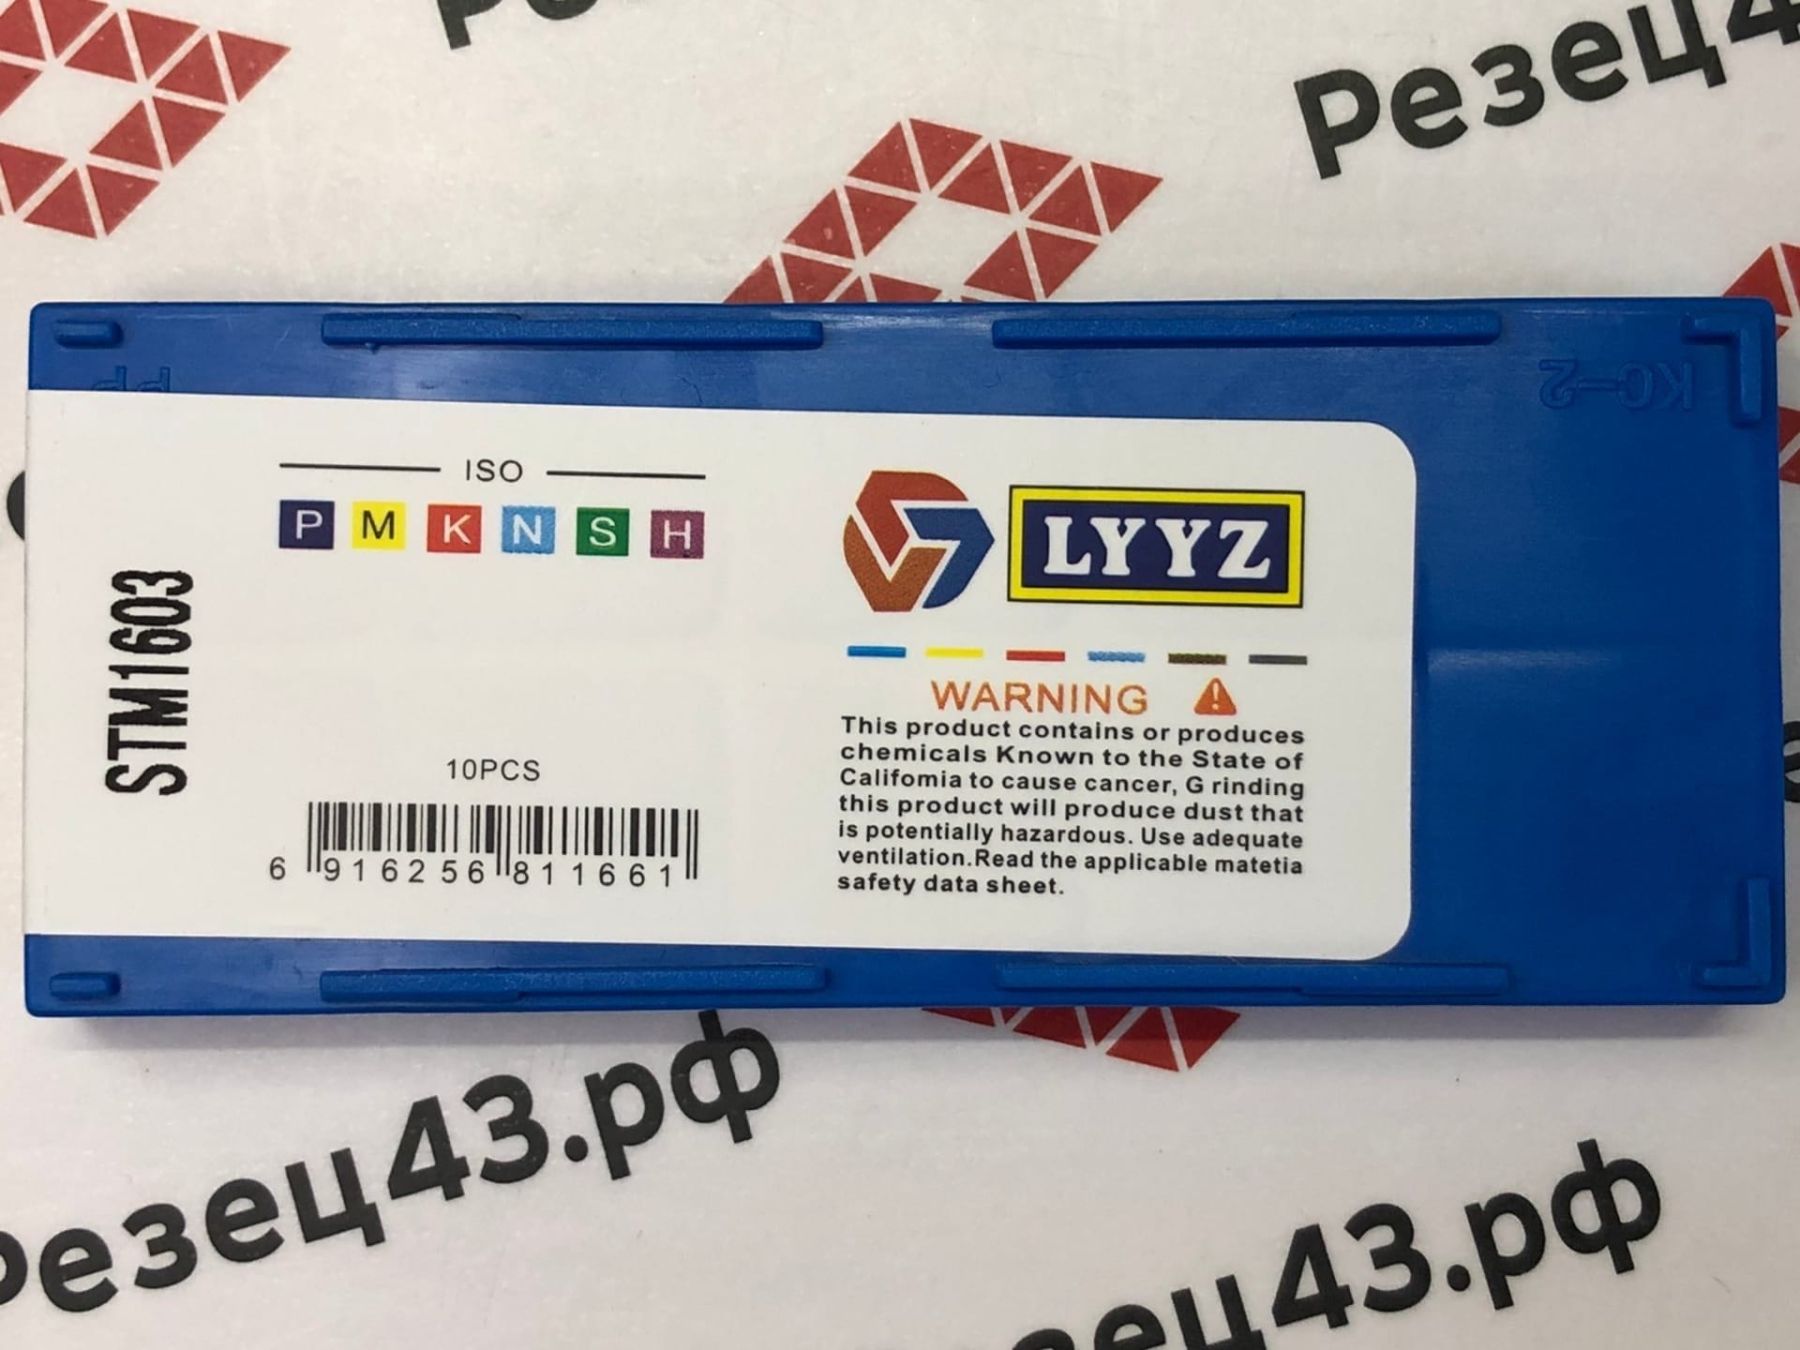 Резец4
PP
KC-2
ISO
P M K N S H
LYYZ
STM1603
WARNING
This product contains or produces
chemicals Known to the State of
Califomia to cause cancer, G rinding
this product will produce dust that
is potentially hazardous. Use adequate
ventilation.Read the applicable matetia
safety data sheet.
10PCS
6 916256 811661
Резец43.рф
ец43.рф